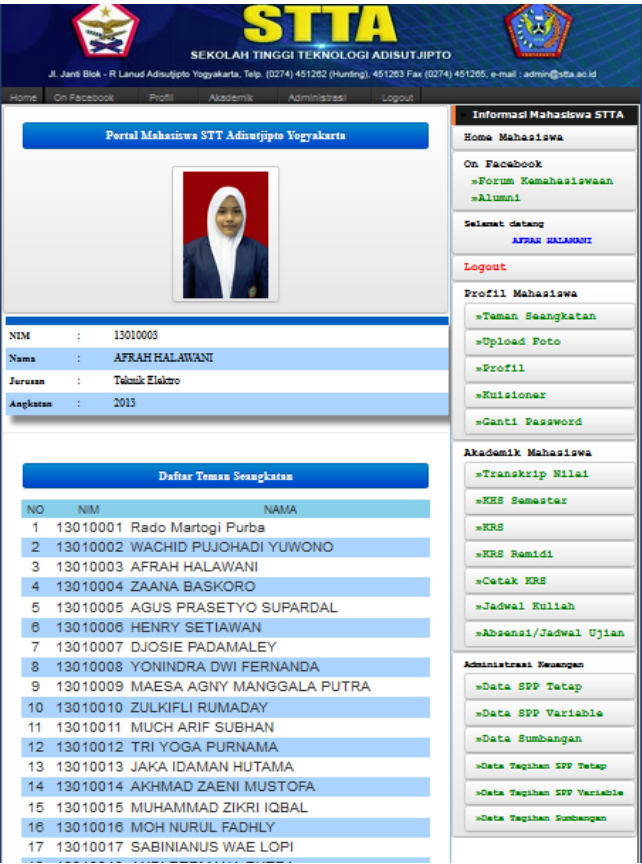 STTA
SEKOLAH TINGGI TEKNOLOGI ADISUTJIPTO
Jl. Janti Blok - R Lanud Adisutjipto Yogyakarta, Telp. (0274) 451262 (Hunting), 451263 Fax (0274) 451265, e-mail : admin@stta.ac.id
Home On Facebook Profil Akademik Administrasi Logout
Portal Mahasiswa STT Adisutjipto Yogyakarta
NIM : 13010003
Nama : AFRAH HALAWANI
Jurusan : Teknik Elektro
Angkatan : 2013
Daftar Teman Seangkatan
NO NIM NAMA
1 13010001 Rado Martogi Purba
2 13010002 WACHID PUJOHADI YUWONO
3 13010003 AFRAH HALAWANI
4 13010004 ZAANA BASKORO
5 13010005 AGUS PRASETYO SUPARDAL
6 13010006 HENRY SETIAWAN
7 13010007 DJOSIE PADAMALEY
8 13010008 YONINDRA DWI FERNANDA
9 13010009 MAESA AGNY MANGGALA PUTRA
10 13010010 ZULKIFLI RUMADAY
11 13010011 MUCH ARIF SUBHAN
12 13010012 TRI YOGA PURNAMA
13 13010013 JAKA IDAMAN HUTAMA
14 13010014 AKHMAD ZAENI MUSTOFA
15 13010015 MUHAMMAD ZIKRI IQBAL
16 13010016 MOH NURUL FADHLY
17 13010017 SABINIANUS WAE LOPI
» Informasi Mahasiswa STTA
Home Mahasiswa
On Facebook
»Forum Kemahasiswaan
»Alumni
Selamat datang
AFRAH HALAWANI
Logout
Profil Mahasiswa
»Teman Seangkatan
»Upload Foto
»Profil
»Kuisioner
»Ganti Password
Akademik Mahasiswa
»Transkrip Nilai
»KHS Semester
»KRS
»KRS Remidi
»Cetak KRS
»Jadwal Kuliah
»Absensi/Jadwal Ujian
Administrasi Keuangan
»Data SPP Tetap
»Data SPP Variable
»Data Sumbangan
»Data Tagihan SPP Tetap
»Data Tagihan SPP Variable
»Data Tagihan Sumbangan